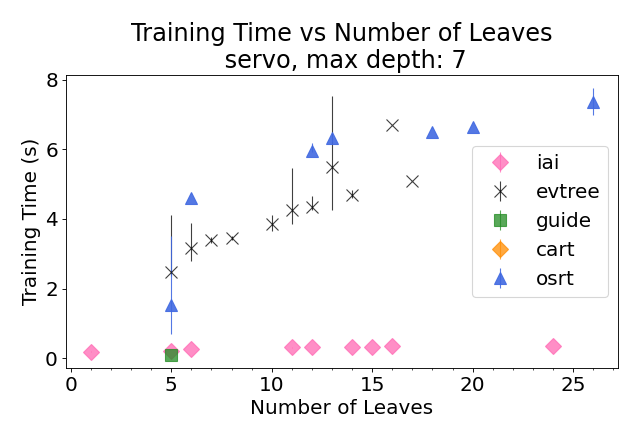 Training Time vs Number of Leaves
servo, max depth: 7
Training Time (s)
8
6
4
2
0
0
5
10
15
20
25
Number of Leaves
iai
evtree
guide
cart
osrt